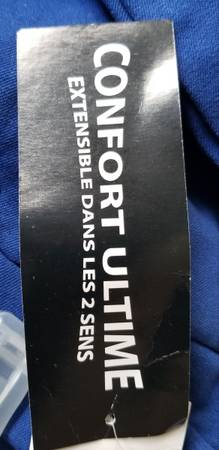 CONFORT ULTIME
EXTENSIBLE DANS LES 2 SENS